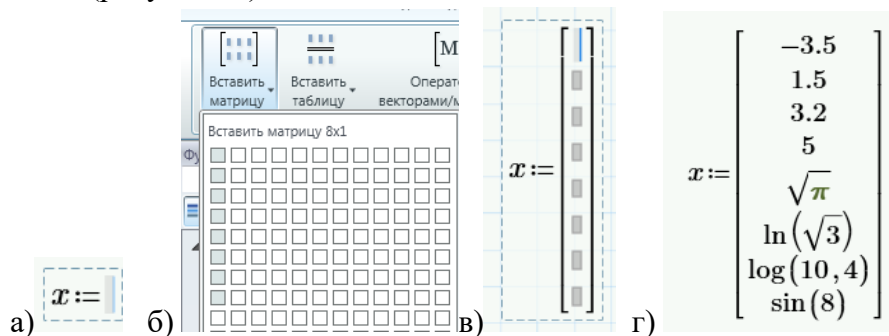 [M
Вставить матрицу
Вставить таблицу
Операт векторами/м
Вставить матрицу 8x1
а) x:=
б)
в) x:=
г) x:=
-3.5
1.5
3.2
5
√π
ln(√3)
log(10,4)
sin(8)